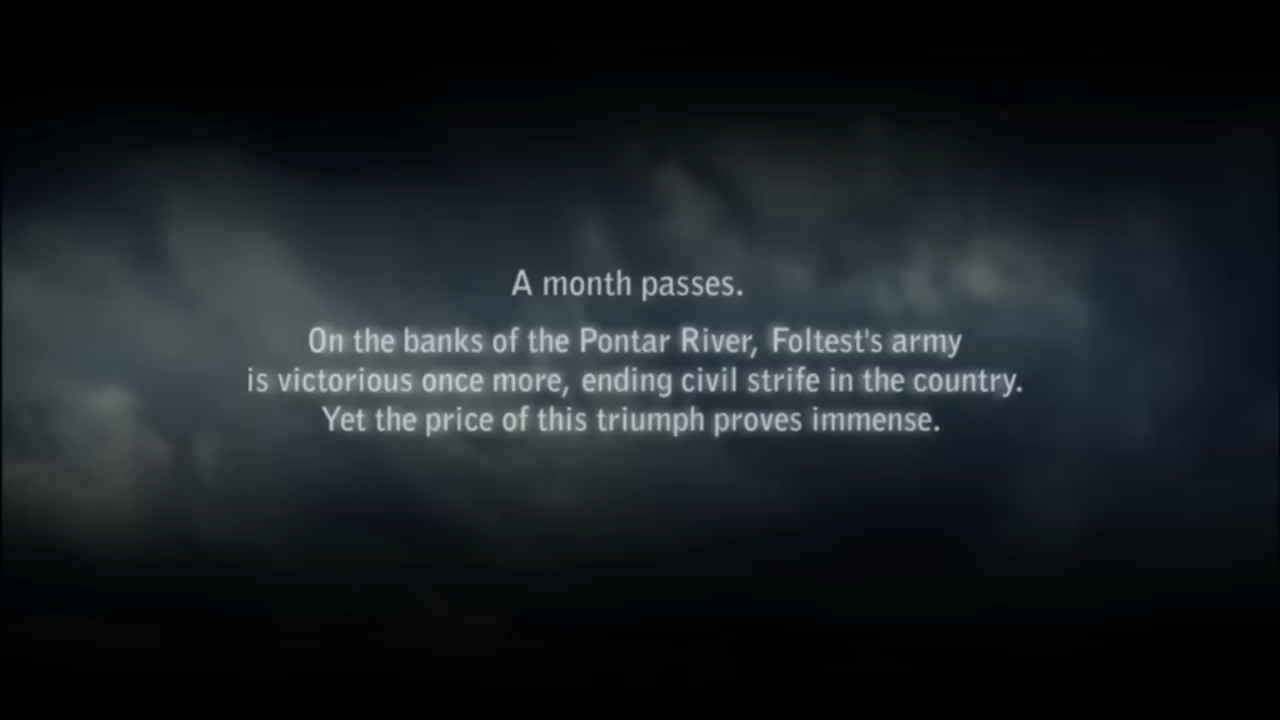 A month passes.
On the banks of the Pontar River, Foltest's army
is victorious once more, ending civil strife in the country.
Yet the price of this triumph proves immense.